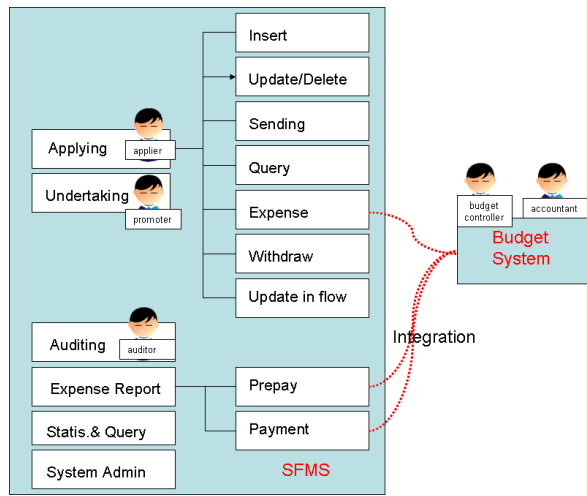 Insert
Update/Delete
Sending
Query
Expense
Withdraw
Update in flow
Applying
applier
Undertaking
promoter
Auditing
auditor
Expense Report
Statis.& Query
System Admin
Prepay
Payment
SFMS
Integration
budget
controller
accountant
Budget
System